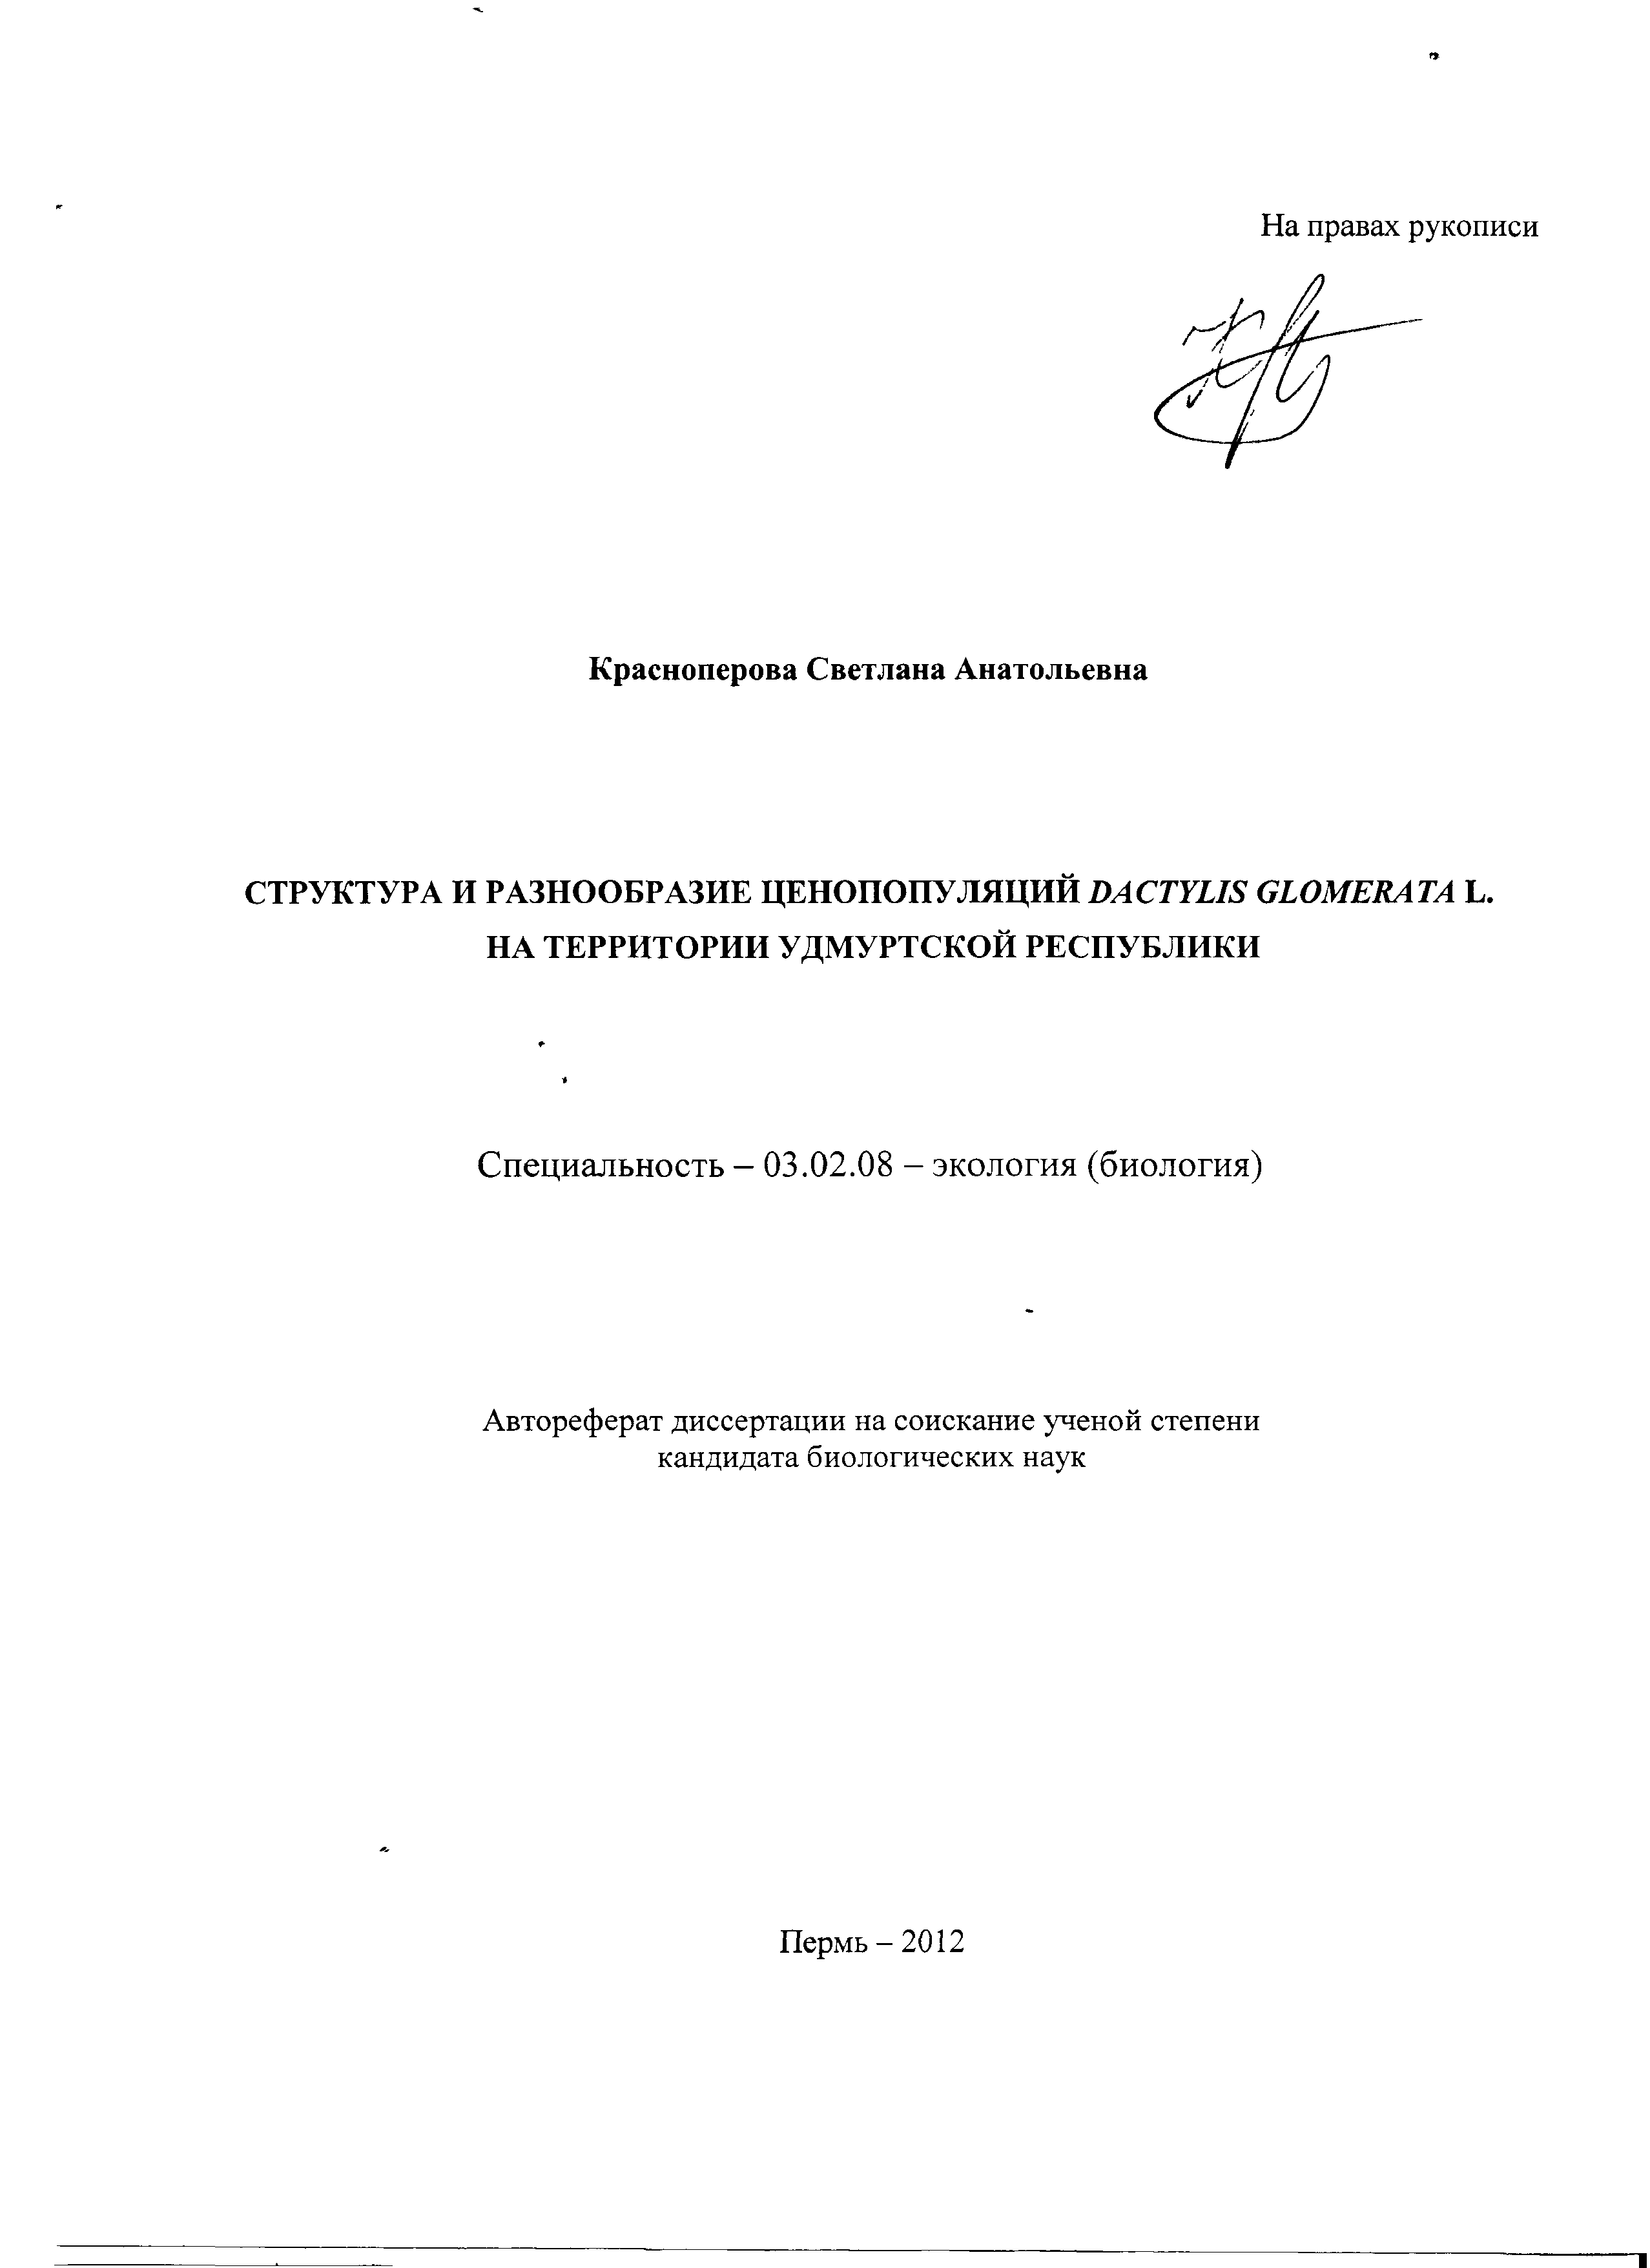 На правах рукописи
Красноперова Светлана Анатольевна
СТРУКТУРА И РАЗНООБРАЗИЕ ЦЕНОПОПУЛЯЦИЙ DACTYLIS GLOMERATA L.
НА ТЕРРИТОРИИ УДМУРТСКОЙ РЕСПУБЛИКИ
Специальность – 03.02.08 – экология (биология)
Автореферат диссертации на соискание ученой степени
кандидата биологических наук
Пермь – 2012